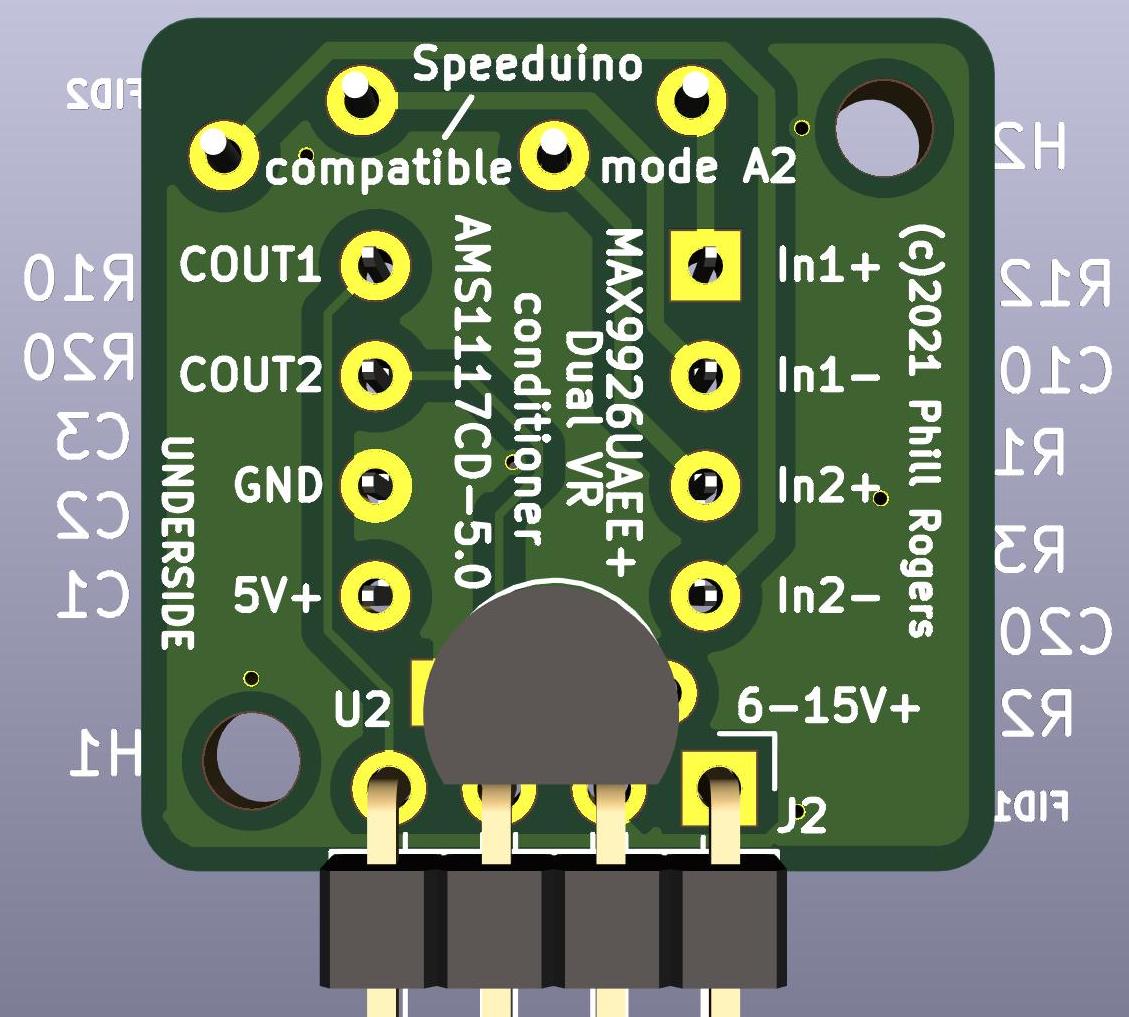 Speeduino
compatible
mode A2
COUT1
COUT2
GND
5V+
In1+
In1-
In2+
In2-
AMS1117CD-5.0
conditioner
Dual VR
MAX9926UAEE+
(c)2021 Phill Rogers
UNDERSIDE
U2
6-15V+
J2
FID2
R10
R20
C3
C2
C1
H1
H2
R12
C10
R1
R3
C20
R2
FID1